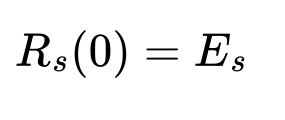 R_s(0) = E_s